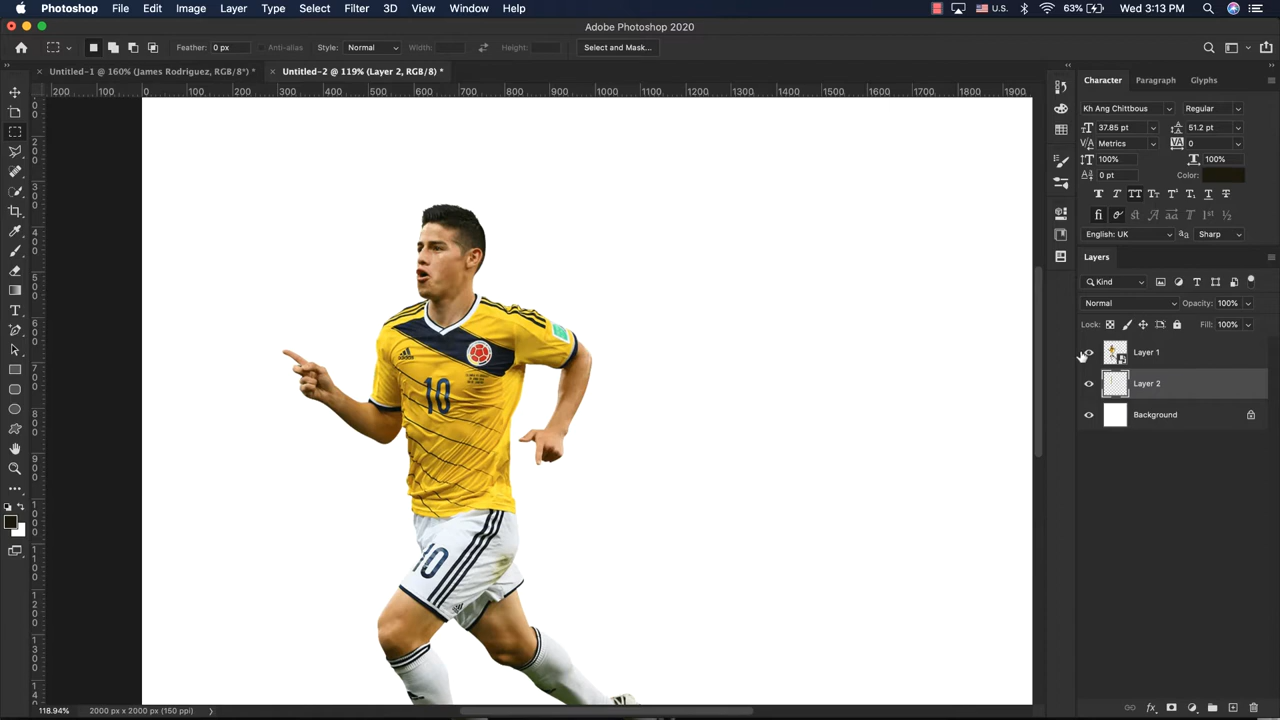 Photoshop File Edit Image Layer Type Select Filter 3D View Window Help U.S. 63% Wed 3:13 PM
Adobe Photoshop 2020
Feather: 0 px Anti-alias Style: Normal Width: Height: Select and Mask...
× Untitled-1 @ 160% (James Rodriguez, RGB/8*) * × Untitled-2 @ 119% (Layer 2, RGB/8) *
200 100 0 100 200 300 400 500 600 700 800 900 1000 1100 1200 1300 1400 1500 1600 1700 1800 1900
Character Paragraph Glyphs
Kh Ang Chittbous Regular
37.85 pt 51.2 pt
Metrics 0
100% 100%
0 pt Color:
English: UK Sharp
Layers
Kind
Normal Opacity: 100%
Lock: Fill: 100%
Layer 1
Layer 2
Background
adidas
10
10
118.94% 2000 px x 2000 px (150 ppi)